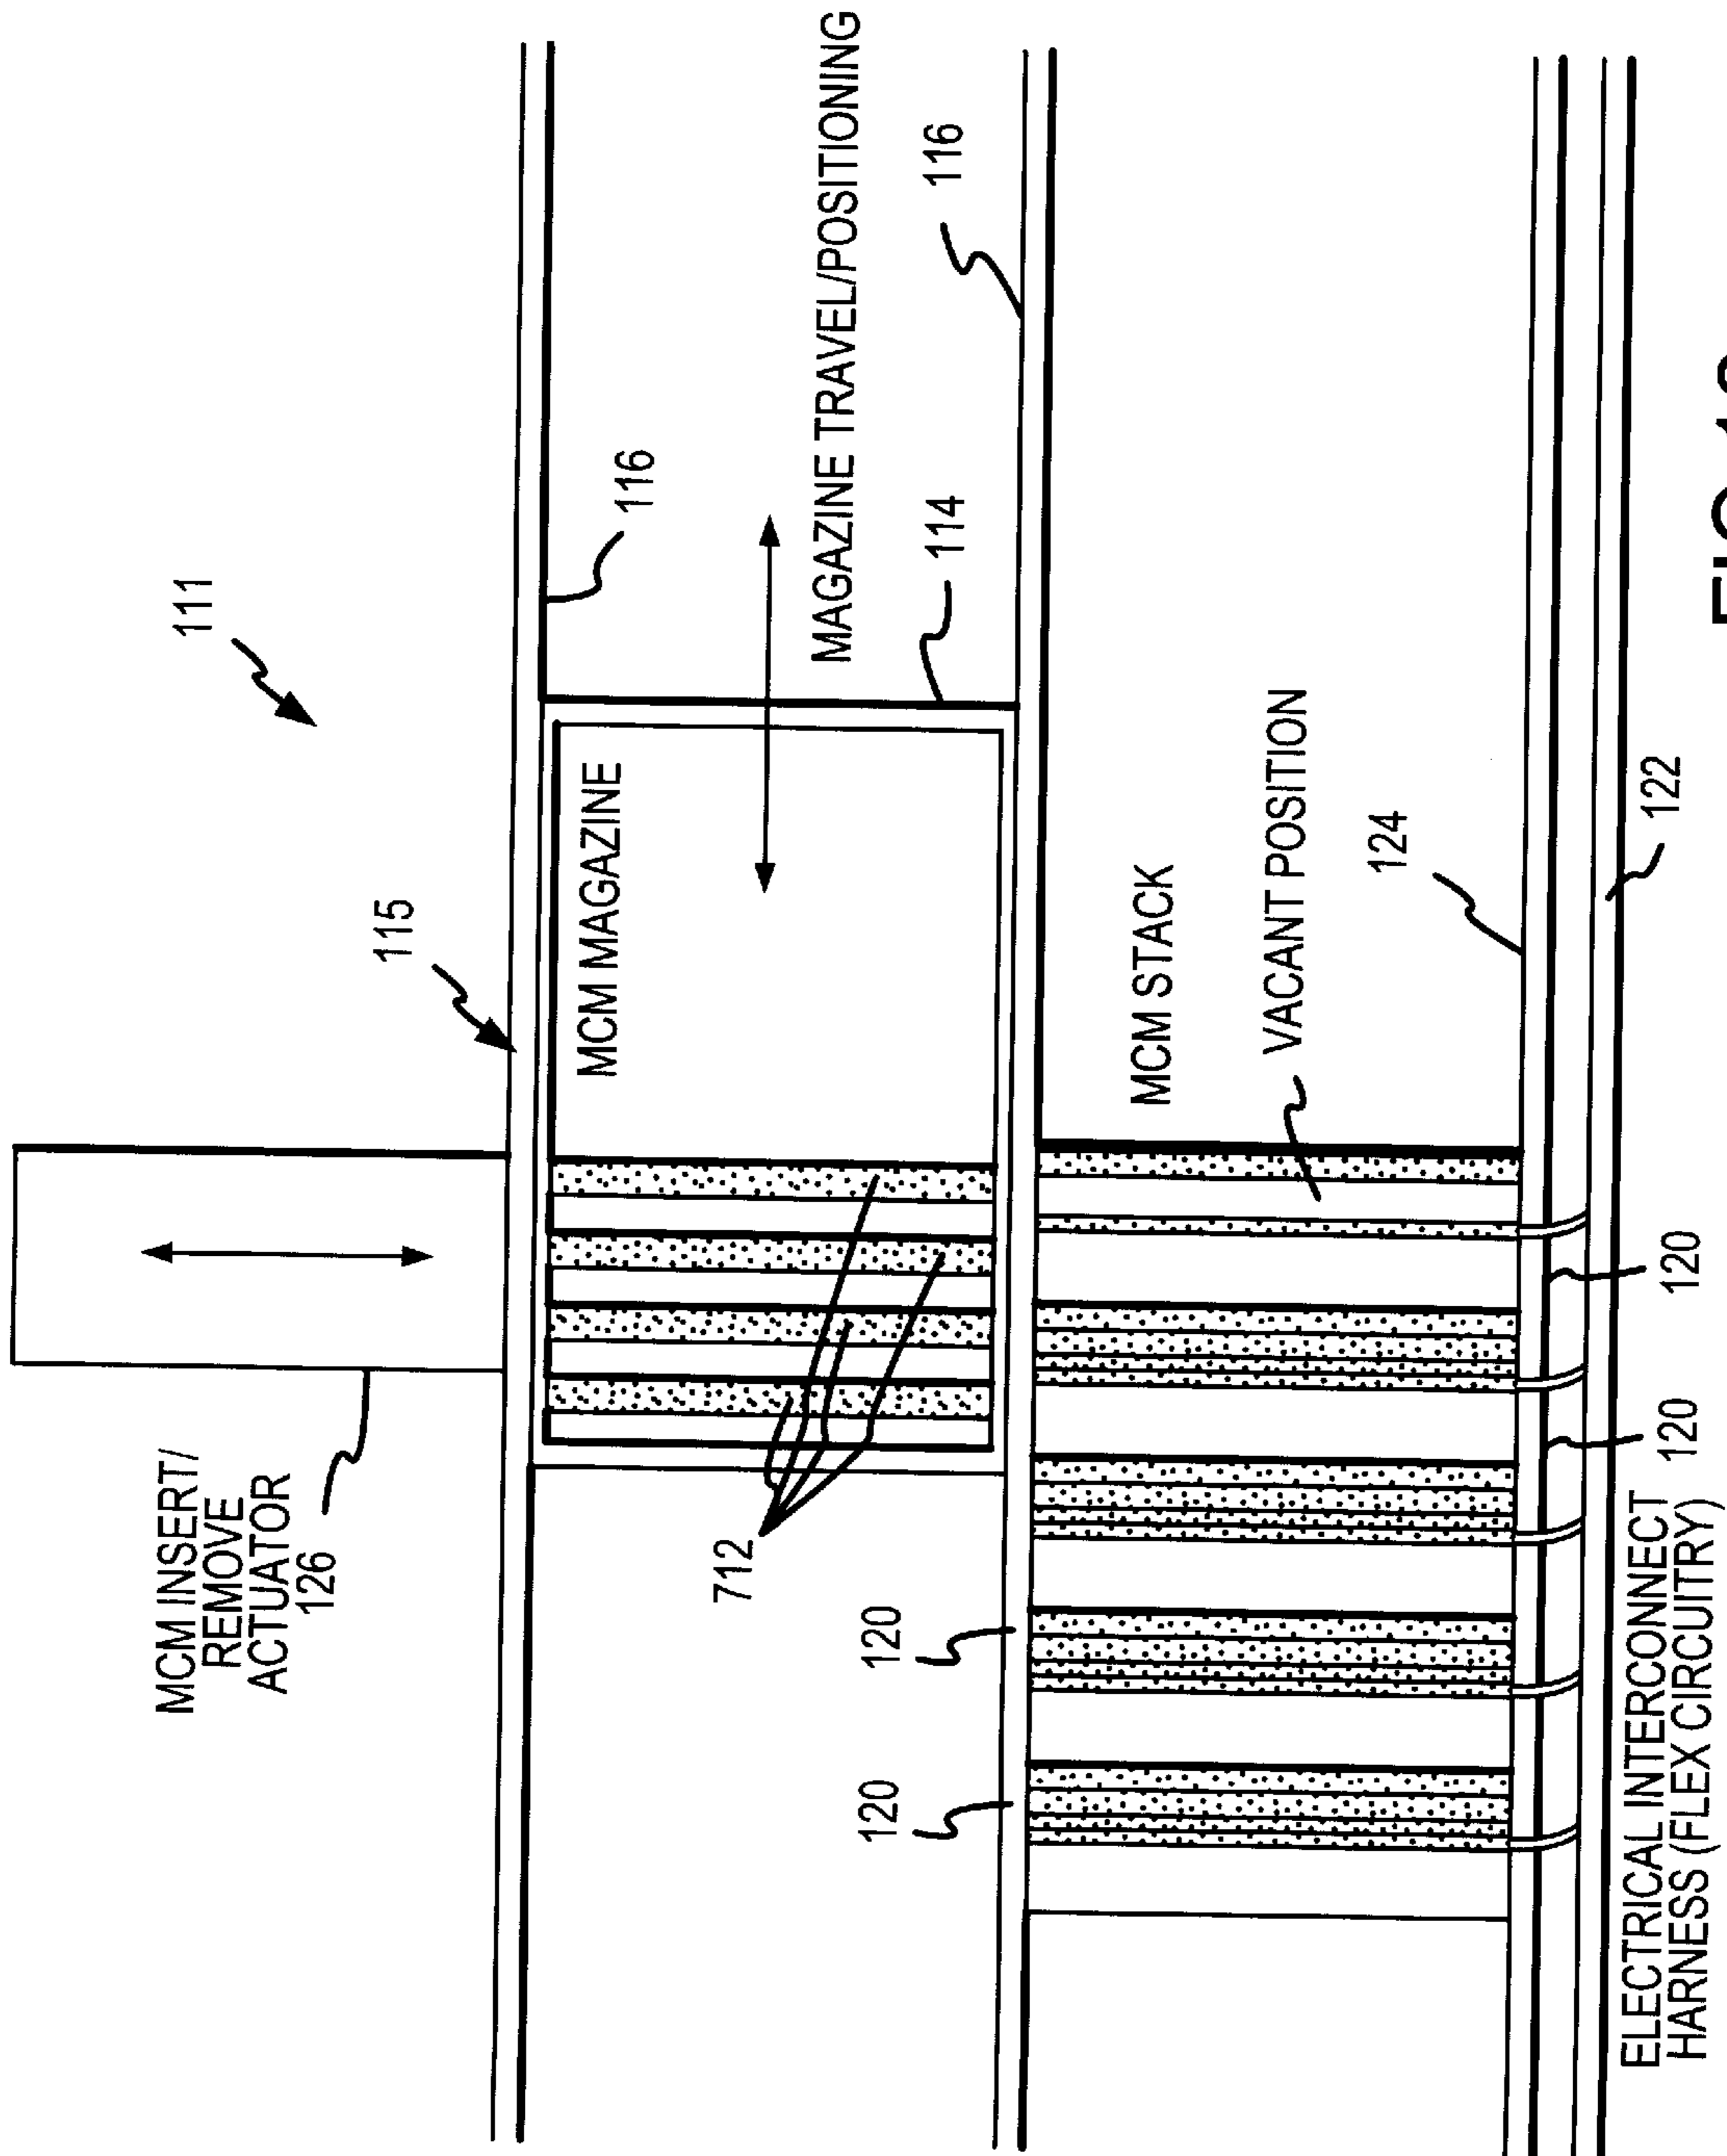 111
MCM INSERT/
REMOVE
ACTUATOR
126
115
116
MCM MAGAZINE
MAGAZINE TRAVEL/POSITIONING
114
116
712
120
120
MCM STACK
VACANT POSITION
124
120
120
122
ELECTRICAL INTERCONNECT
HARNESS (FLEX CIRCUITRY)